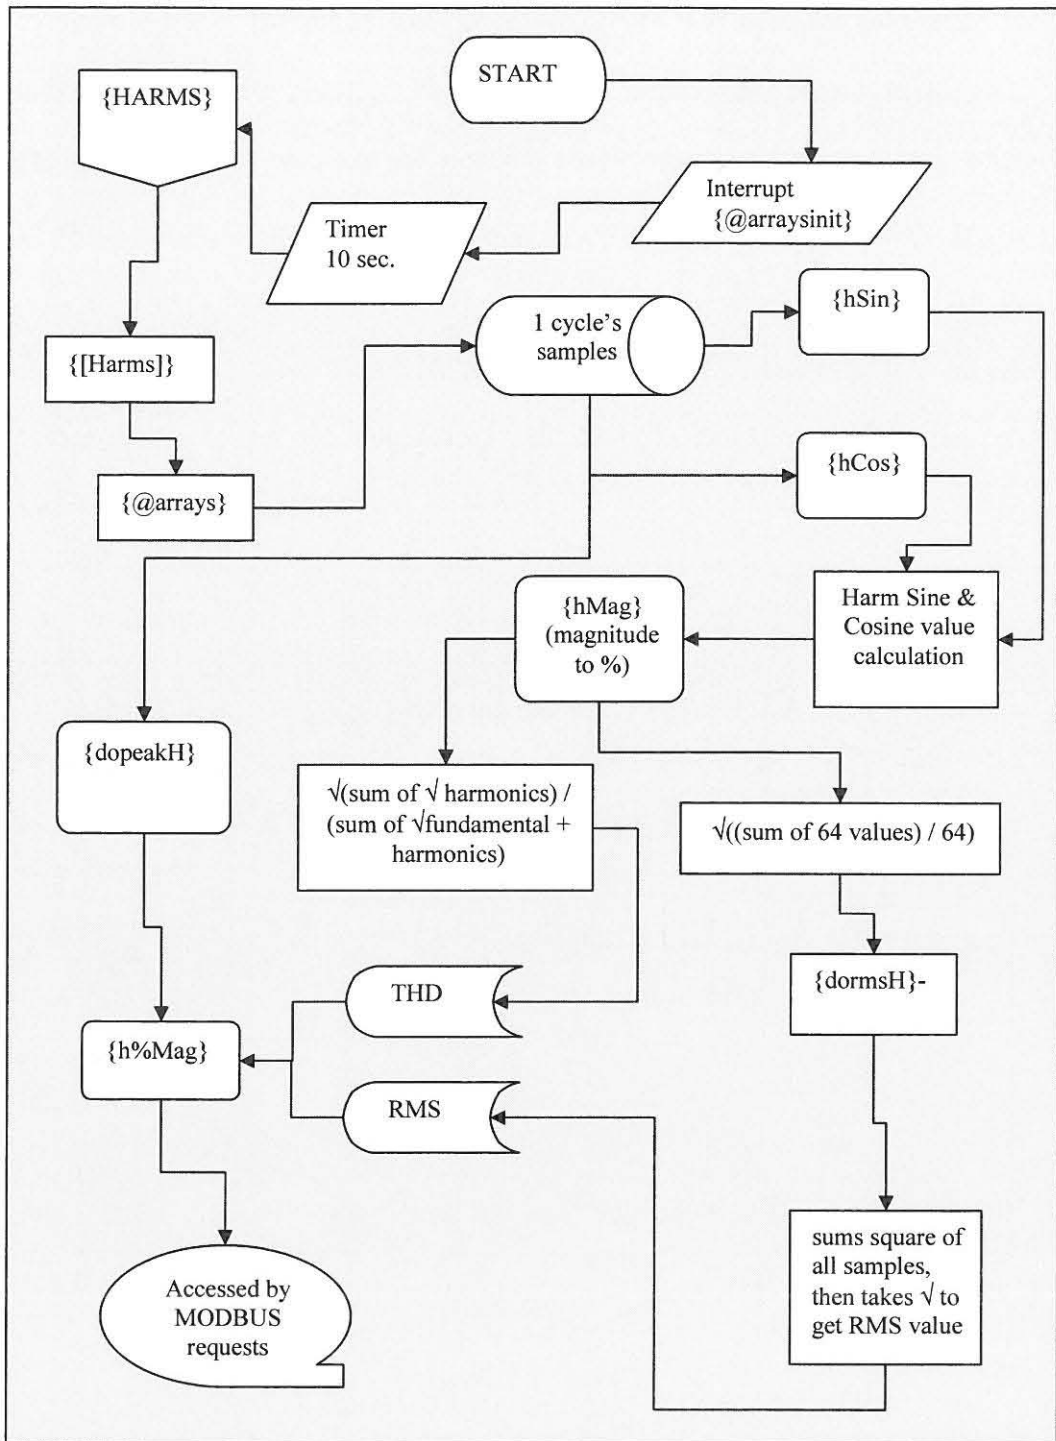 START
{HARMS}
Interrupt
{@arraysinit}
Timer
10 sec.
1 cycle's
samples
{hSin}
{[Harms]}
{hCos}
{@arrays}
Harm Sine &
Cosine value
calculation
{hMag}
(magnitude
to %)
{dopeakH}
√(sum of √ harmonics) /
(sum of √fundamental +
harmonics)
√((sum of 64 values) / 64)
{dormsH}-
THD
{h%Mag}
RMS
sums square of
all samples,
then takes √ to
get RMS value
Accessed by
MODBUS
requests